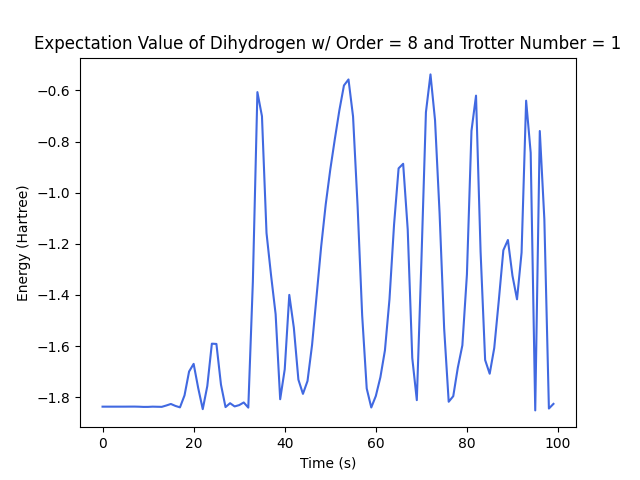 Expectation Value of Dihydrogen w/ Order = 8 and Trotter Number = 1
−0.6
−0.8
−1.0
−1.2
−1.4
−1.6
−1.8
Energy (Hartree)
0 20 40 60 80 100
Time (s)